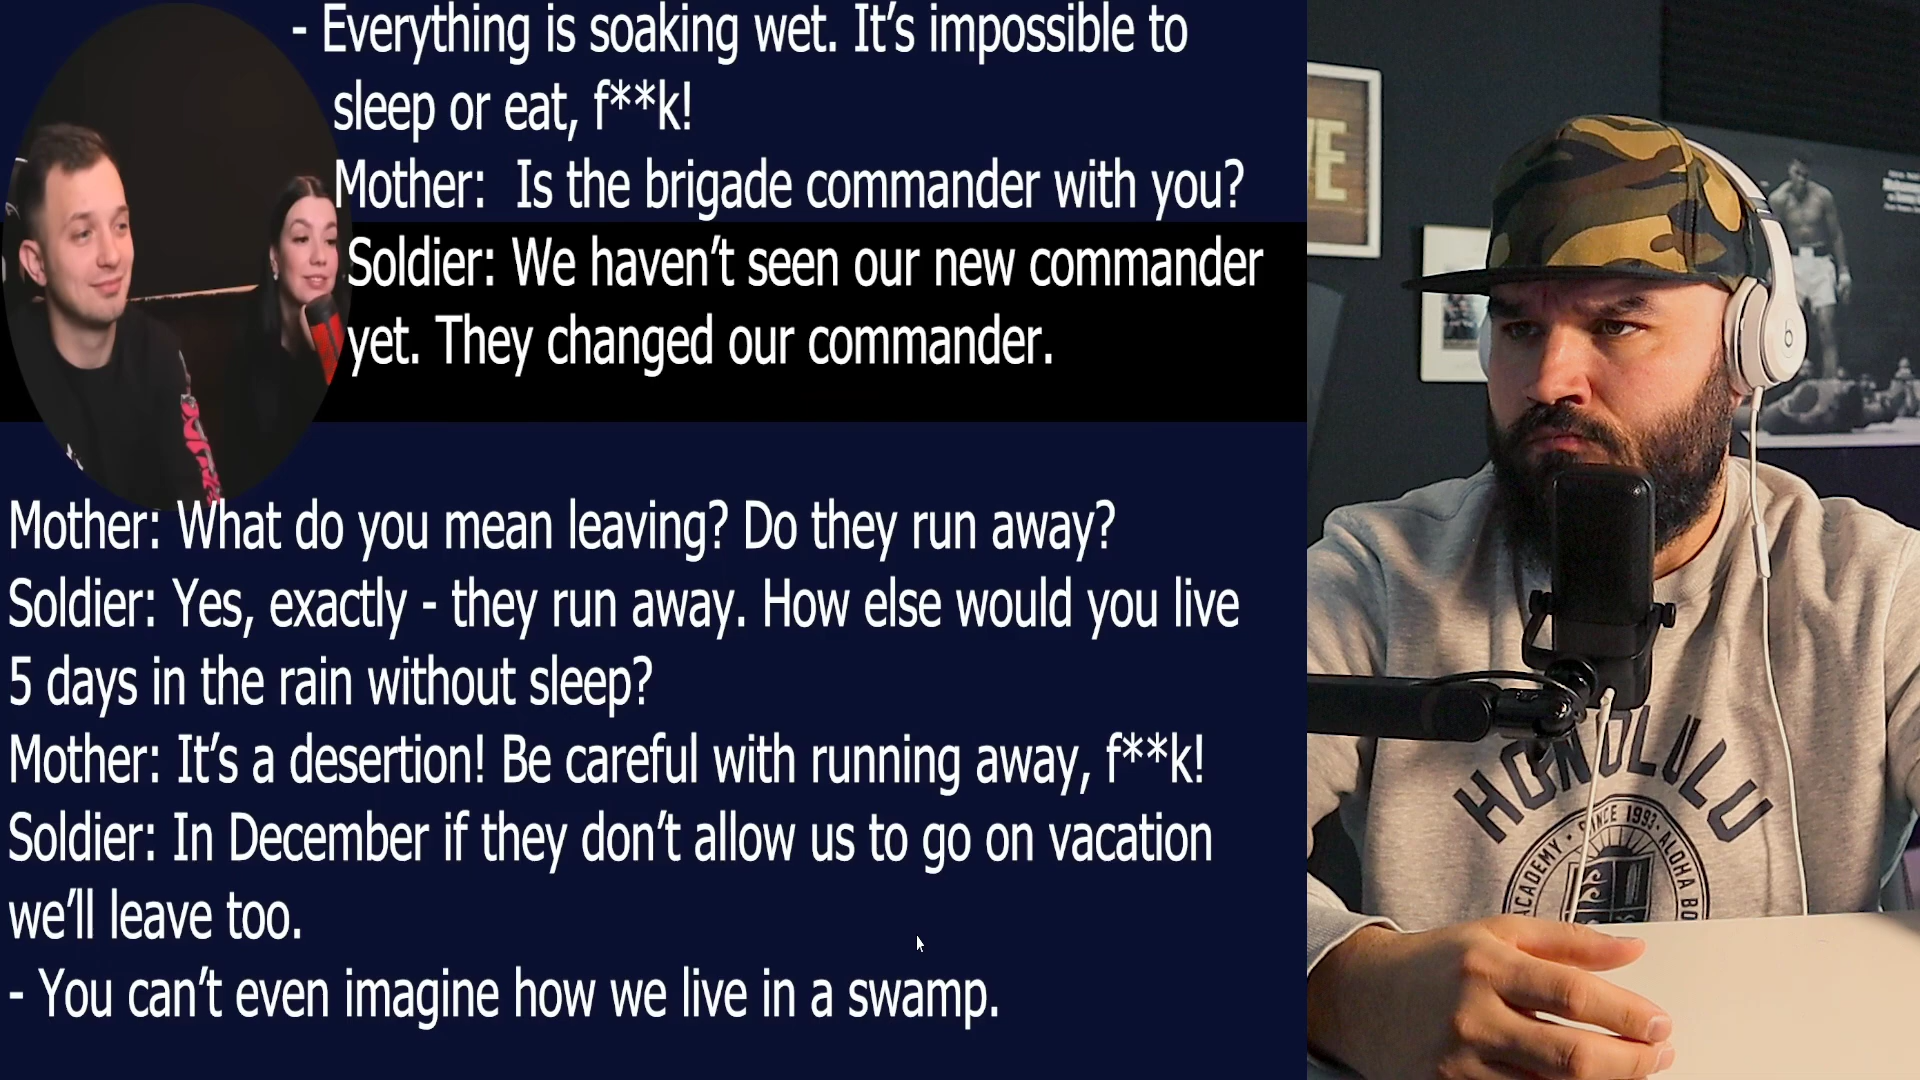 - Everything is soaking wet. It's impossible to
sleep or eat, f**k!
Mother: Is the brigade commander with you?
Soldier: We haven't seen our new commander
yet. They changed our commander.
Mother: What do you mean leaving? Do they run away?
Soldier: Yes, exactly - they run away. How else would you live
5 days in the rain without sleep?
Mother: It's a desertion! Be careful with running away, f**k!
Soldier: In December if they don't allow us to go on vacation
we'll leave too.
- You can't even imagine how we live in a swamp.
HONOLULU
SINCE 1993
ACADEMY